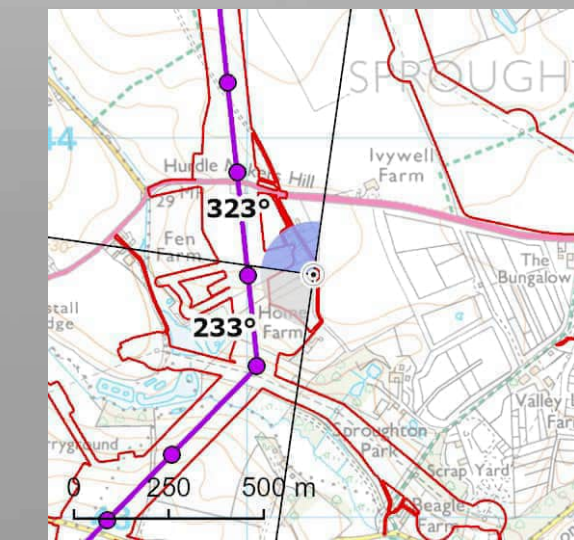 SPROUGHT
44
Ivywell
Farm
Hurdle Makers Hill
29
323°
Fen
Farm
The
Bungalow
stall
dge
Home
Farm
233°
Sproughton
Park
Valley L
Far
rryground
Scrap Yard
0 250 500 m
Beagle
Farm